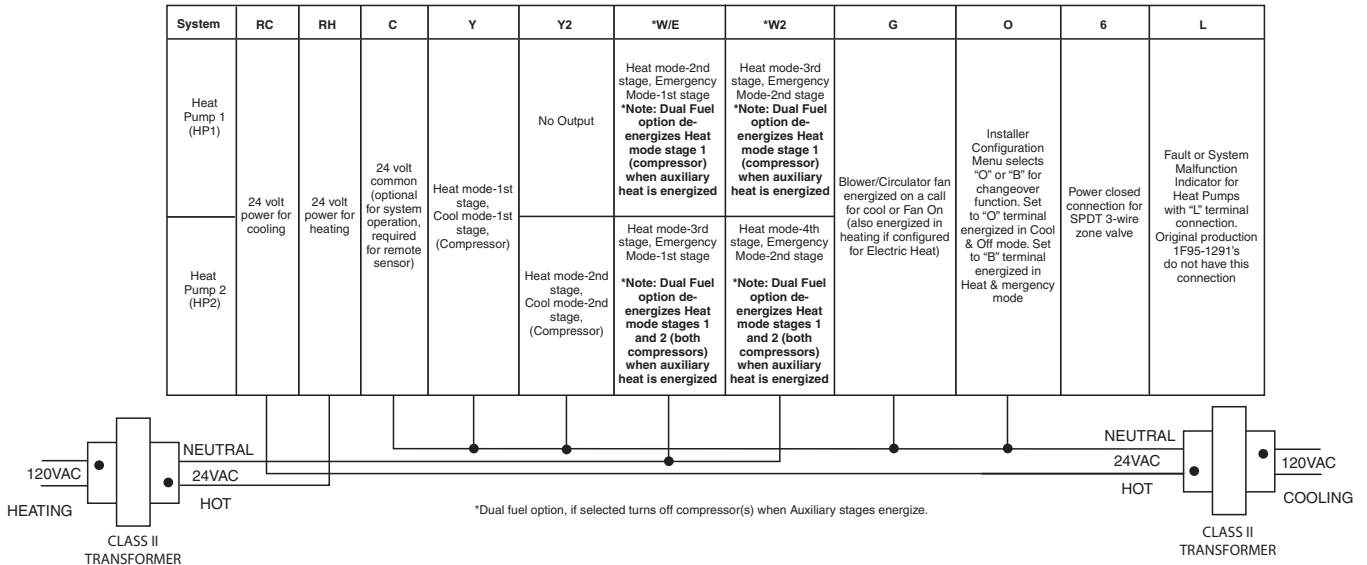 System RC RH C Y Y2 *W/E *W2 G O 6 L
Heat
Pump 1
(HP1)
Heat
Pump 2
(HP2)
24 volt
power for
cooling
24 volt
power for
heating
24 volt
common
(optional
for system
operation,
required
for remote
sensor)
Heat mode-1st
stage,
Cool mode-1st
stage,
(Compressor)
No Output
Heat mode-2nd
stage,
Cool mode-2nd
stage,
(Compressor)
Heat mode-2nd
stage, Emergency
Mode-1st stage
*Note: Dual Fuel
option de-
energizes Heat
mode stage 1
(compressor)
when auxiliary
heat is energized
Heat mode-3rd
stage, Emergency
Mode-1st stage
*Note: Dual Fuel
option de-
energizes Heat
mode stages 1
and 2 (both
compressors)
when auxiliary
heat is energized
Heat mode-3rd
stage, Emergency
Mode-2nd stage
*Note: Dual Fuel
option de-
energizes Heat
mode stage 1
(compressor)
when auxiliary
heat is energized
Heat mode-4th
stage, Emergency
Mode-2nd stage
*Note: Dual Fuel
option de-
energizes Heat
mode stages 1
and 2 (both
compressors)
when auxiliary
heat is energized
Blower/Circulator fan
energized on a call
for cool or Fan On
(also energized in
heating if configured
for Electric Heat)
Installer
Configuration
Menu selects
“O” or “B” for
changeover
function. Set
to “O” terminal
energized in Cool
& Off mode. Set
to “B” terminal
energized in
Heat & mergency
mode
Power closed
connection for
SPDT 3-wire
zone valve
Fault or System
Malfunction
Indicator for
Heat Pumps
with “L” terminal
connection.
Original production
1F95-1291’s
do not have this
connection
120VAC
HEATING
NEUTRAL
24VAC
HOT
CLASS II
TRANSFORMER
*Dual fuel option, if selected turns off compressor(s) when Auxiliary stages energize.
NEUTRAL
24VAC
HOT
120VAC
COOLING
CLASS II
TRANSFORMER